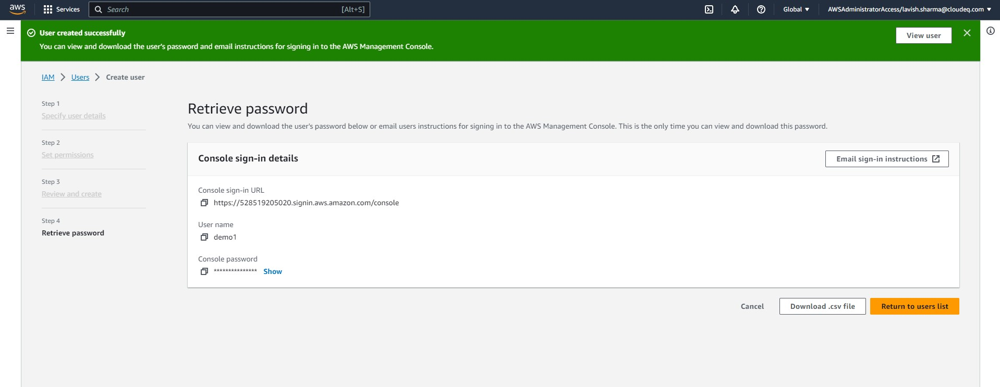 aws
Services
Search
[Alt+S]
Global
AWSAdministratorAccess/lavish.sharma@cloudeq.com
User created successfully
You can view and download the user's password and email instructions for signing in to the AWS Management Console.
View user
IAM
Users
Create user
Step 1
Specify user details
Step 2
Set permissions
Step 3
Review and create
Step 4
Retrieve password
Retrieve password
You can view and download the user's password below or email users instructions for signing in to the AWS Management Console. This is the only time you can view and download this password.
Console sign-in details
Email sign-in instructions
Console sign-in URL
https://528519205020.signin.aws.amazon.com/console
User name
demo1
Console password
*************** Show
Cancel
Download .csv file
Return to users list